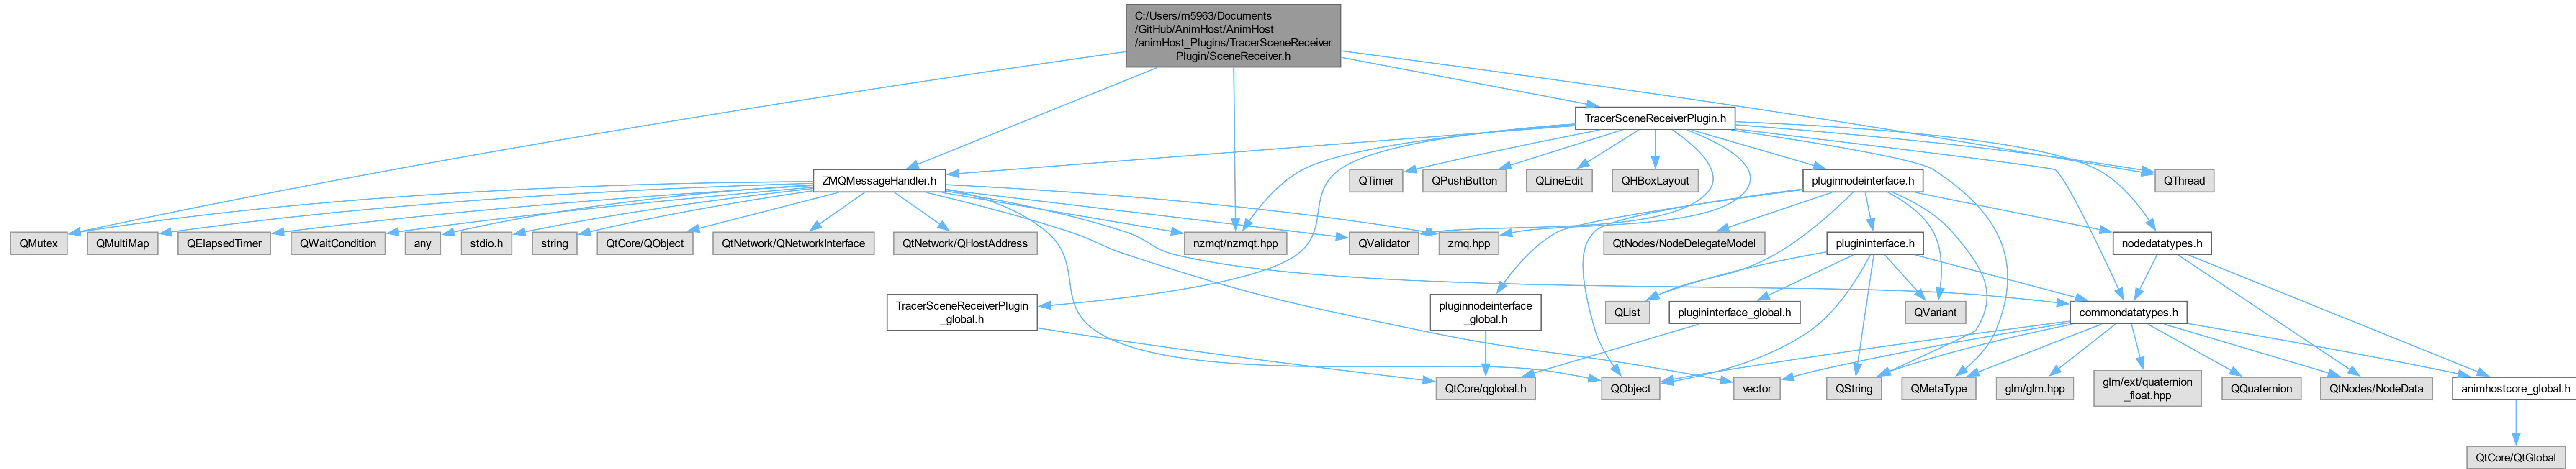 C:/Users/m5963/Documents
/GitHub/AnimHost/AnimHost
/animHost_Plugins/TracerSceneReceiver
Plugin/SceneReceiver.h
TracerSceneReceiverPlugin.h
ZMQMessageHandler.h
QTimer
QPushButton
QLineEdit
QHBoxLayout
pluginnodeinterface.h
QThread
QMutex
QMultiMap
QElapsedTimer
QWaitCondition
any
stdio.h
string
QtCore/QObject
QtNetwork/QNetworkInterface
QtNetwork/QHostAddress
nzmqt/nzmqt.hpp
QValidator
zmq.hpp
QtNodes/NodeDelegateModel
plugininterface.h
nodedatatypes.h
TracerSceneReceiverPlugin
_global.h
pluginnodeinterface
_global.h
QList
plugininterface_global.h
QVariant
commondatatypes.h
QtCore/qglobal.h
QObject
vector
QString
QMetaType
glm/glm.hpp
glm/ext/quaternion
_float.hpp
QQuaternion
QtNodes/NodeData
animhostcore_global.h
QtCore/QtGlobal